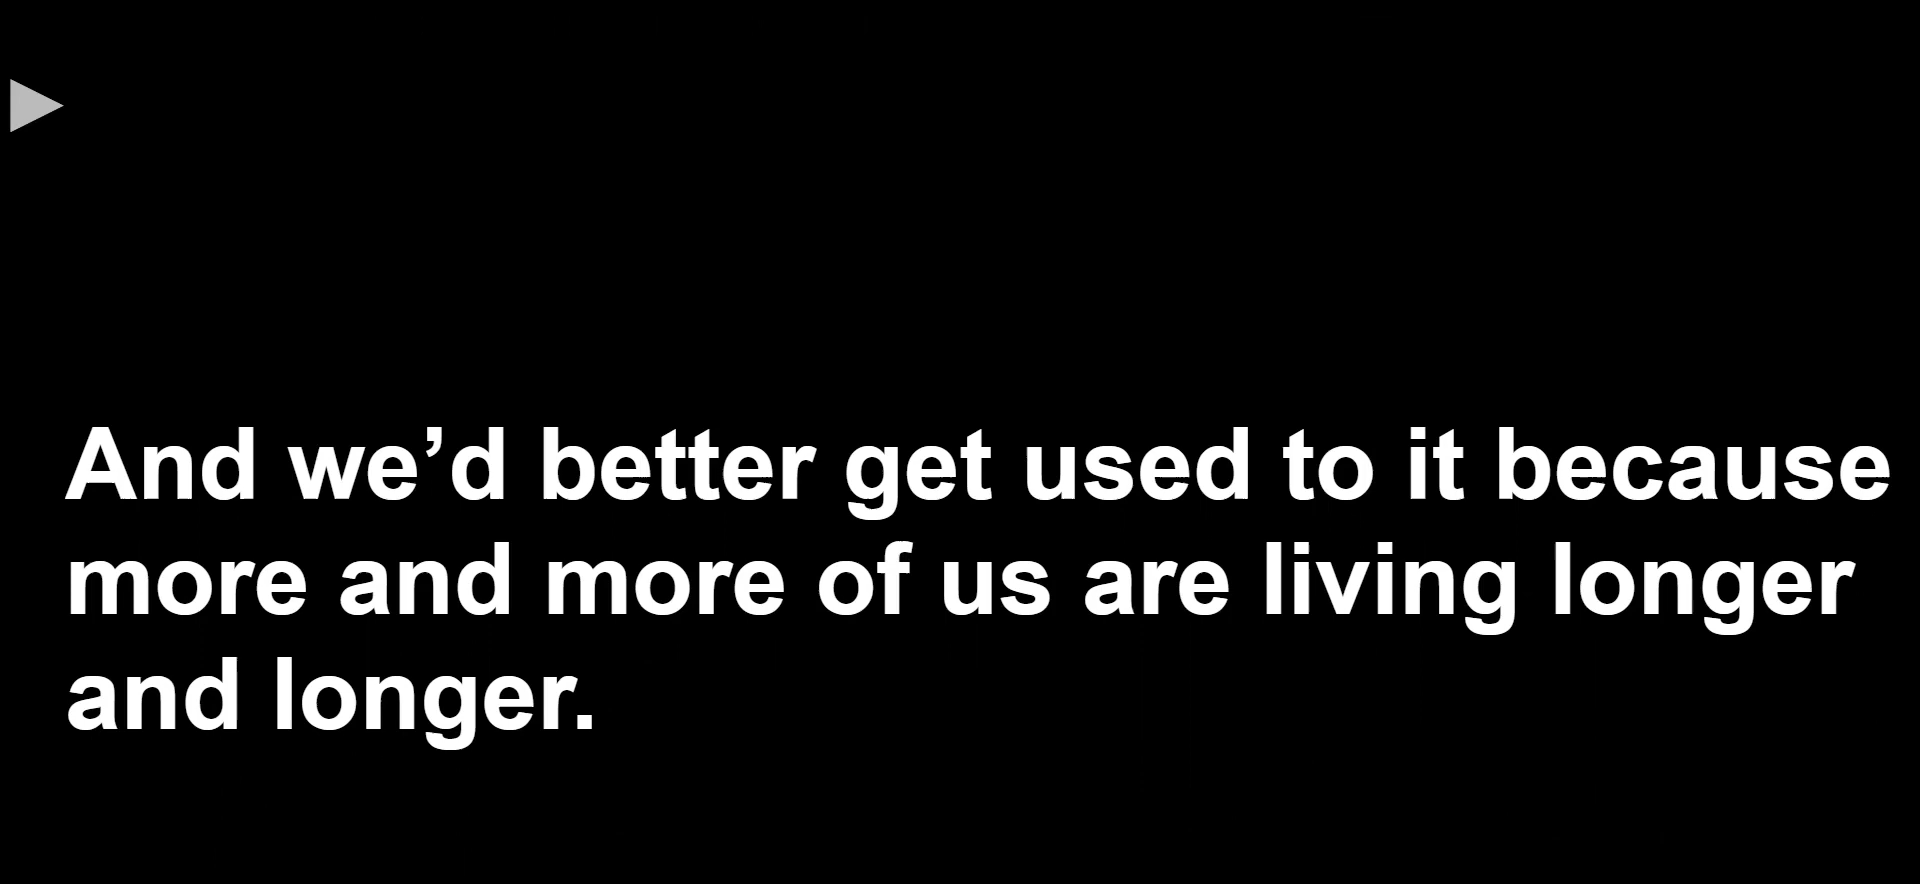 And we’d better get used to it because
more and more of us are living longer
and longer.